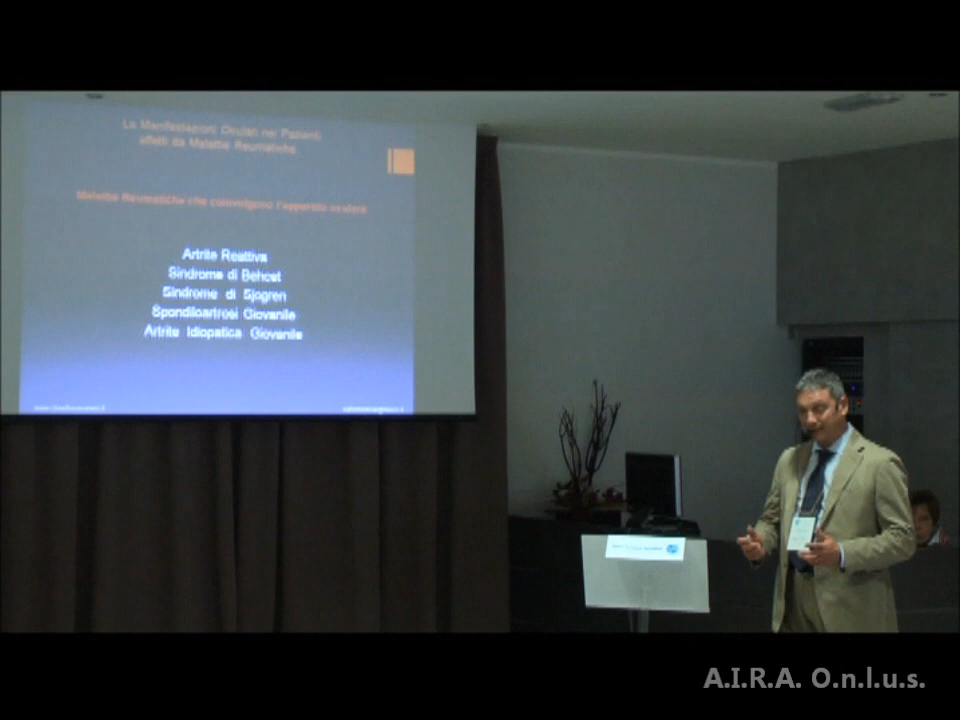 Le Manifestazioni Oculari nei Pazienti
affetti da Malattie Reumatiche
Malattie Reumatiche che coinvolgono l'apparato oculare
Artrite Reattiva
Sindrome di Behcet
Sindrome di Sjogren
Spondiloartrosi Giovanile
Artrite Idiopatica Giovanile
A.I.R.A. O.n.l.u.s.